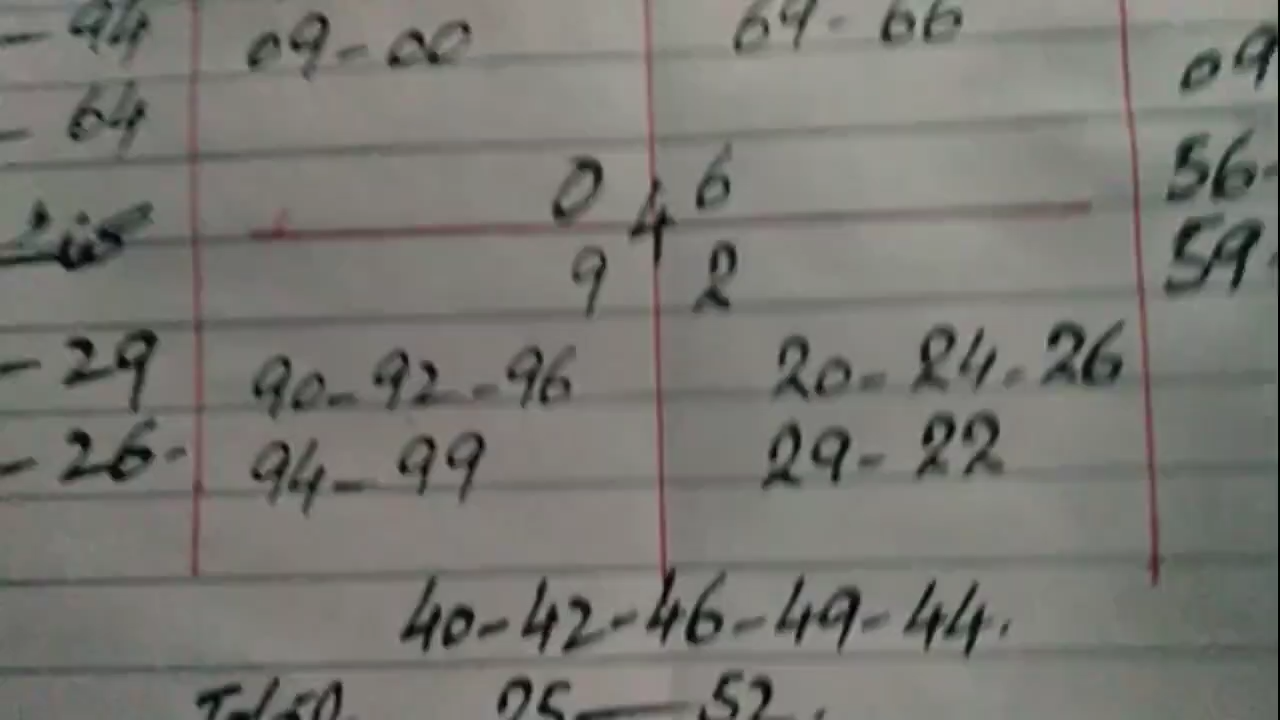 - 94 09-00 64-66 09
- 64
0 6 56-
4
9 2 59-
- 29 90-92-96 20-24-26
- 26- 94-99 29-22
40-42-46-49-44.
25-52.